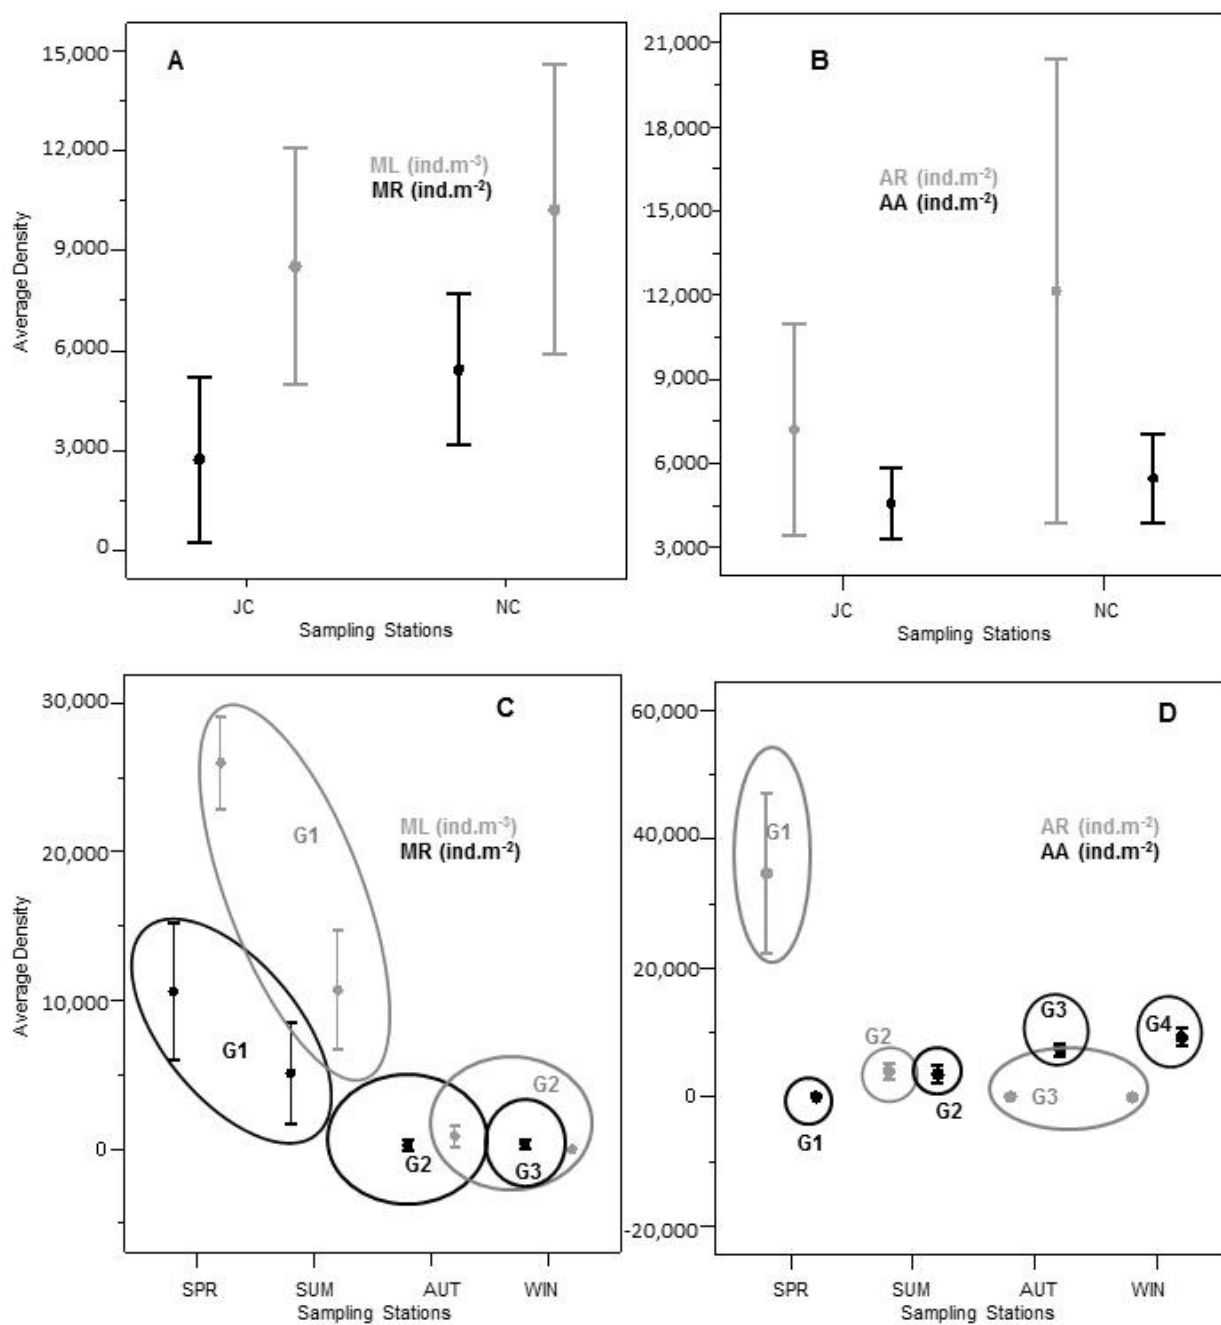 A
15,000
12,000
9,000
6,000
3,000
0
Average Density
ML (ind.m-3)
MR (ind.m-2)
JC
NC
Sampling Stations
B
21,000
18,000
15,000
12,000
9,000
6,000
3,000
AR (ind.m-2)
AA (ind.m-2)
JC
NC
Sampling Stations
C
30,000
20,000
10,000
0
Average Density
ML (ind.m-3)
MR (ind.m-2)
G1
G1
G2
G2
G3
SPR
SUM
AUT
WIN
Sampling Stations
D
60,000
40,000
20,000
0
-20,000
AR (ind.m-2)
AA (ind.m-2)
G1
G2
G3
G4
G3
G2
G1
SPR
SUM
AUT
WIN
Sampling Stations